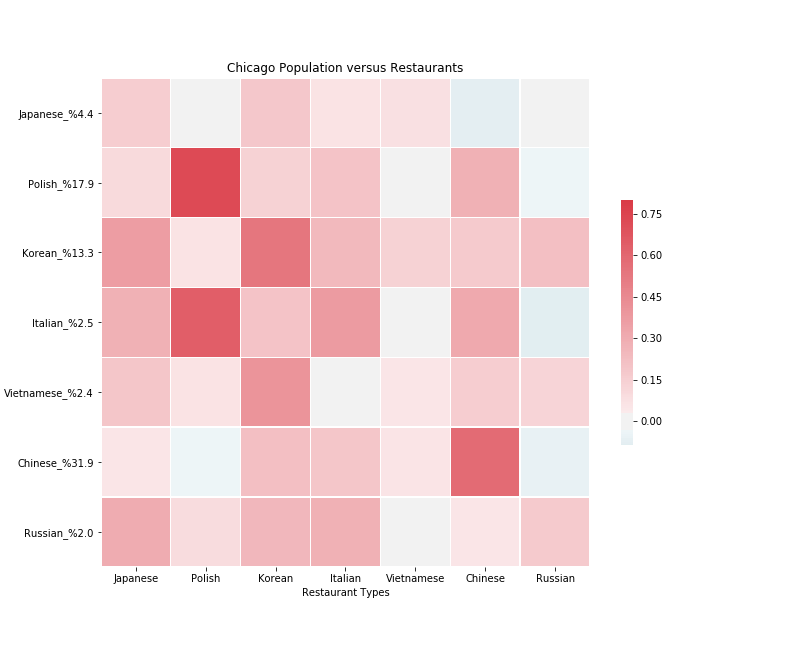 Chicago Population versus Restaurants
Japanese_%4.4
Polish_%17.9
Korean_%13.3
Italian_%2.5
Vietnamese_%2.4
Chinese_%31.9
Russian_%2.0
Japanese Polish Korean Italian Vietnamese Chinese Russian
Restaurant Types
0.75
0.60
0.45
0.30
0.15
0.00